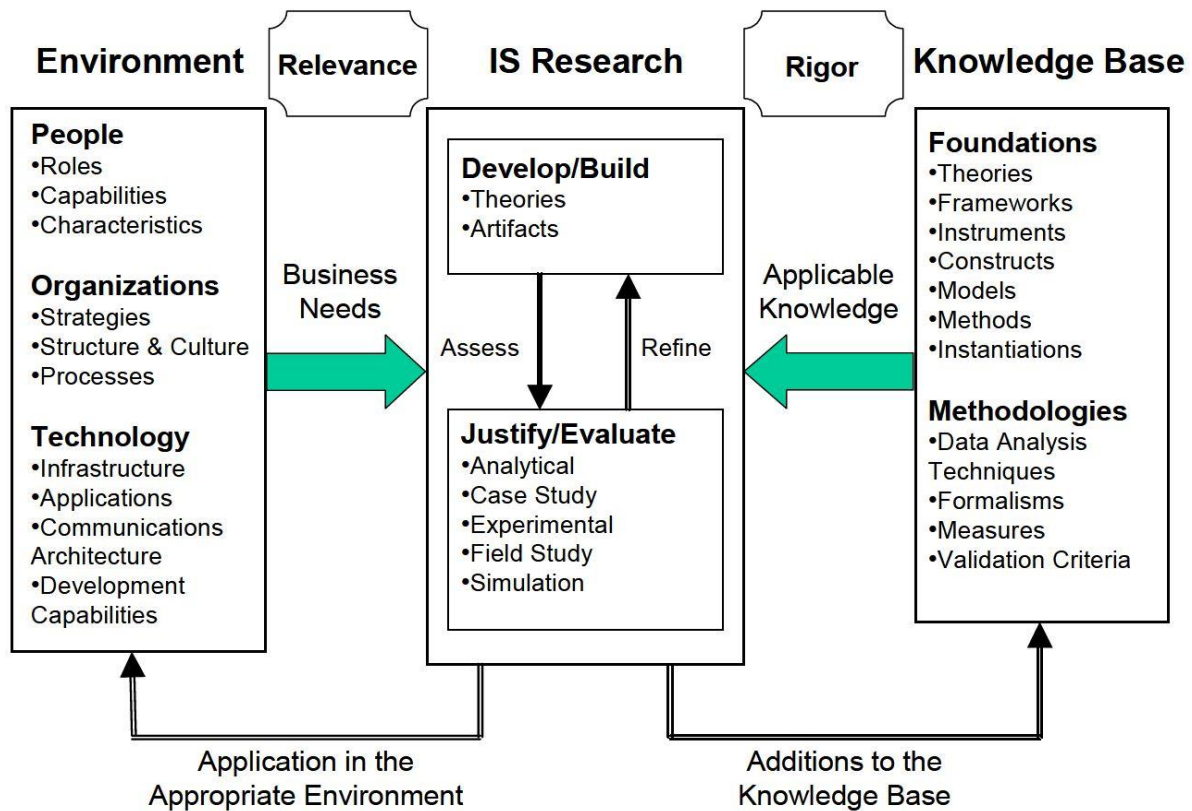 Environment
Relevance
IS Research
Rigor
Knowledge Base
People
•Roles
•Capabilities
•Characteristics
Organizations
•Strategies
•Structure & Culture
•Processes
Technology
•Infrastructure
•Applications
•Communications
Architecture
•Development
Capabilities
Business
Needs
Develop/Build
•Theories
•Artifacts
Assess
Refine
Justify/Evaluate
•Analytical
•Case Study
•Experimental
•Field Study
•Simulation
Applicable
Knowledge
Foundations
•Theories
•Frameworks
•Instruments
•Constructs
•Models
•Methods
•Instantiations
Methodologies
•Data Analysis
Techniques
•Formalisms
•Measures
•Validation Criteria
Application in the
Appropriate Environment
Additions to the
Knowledge Base